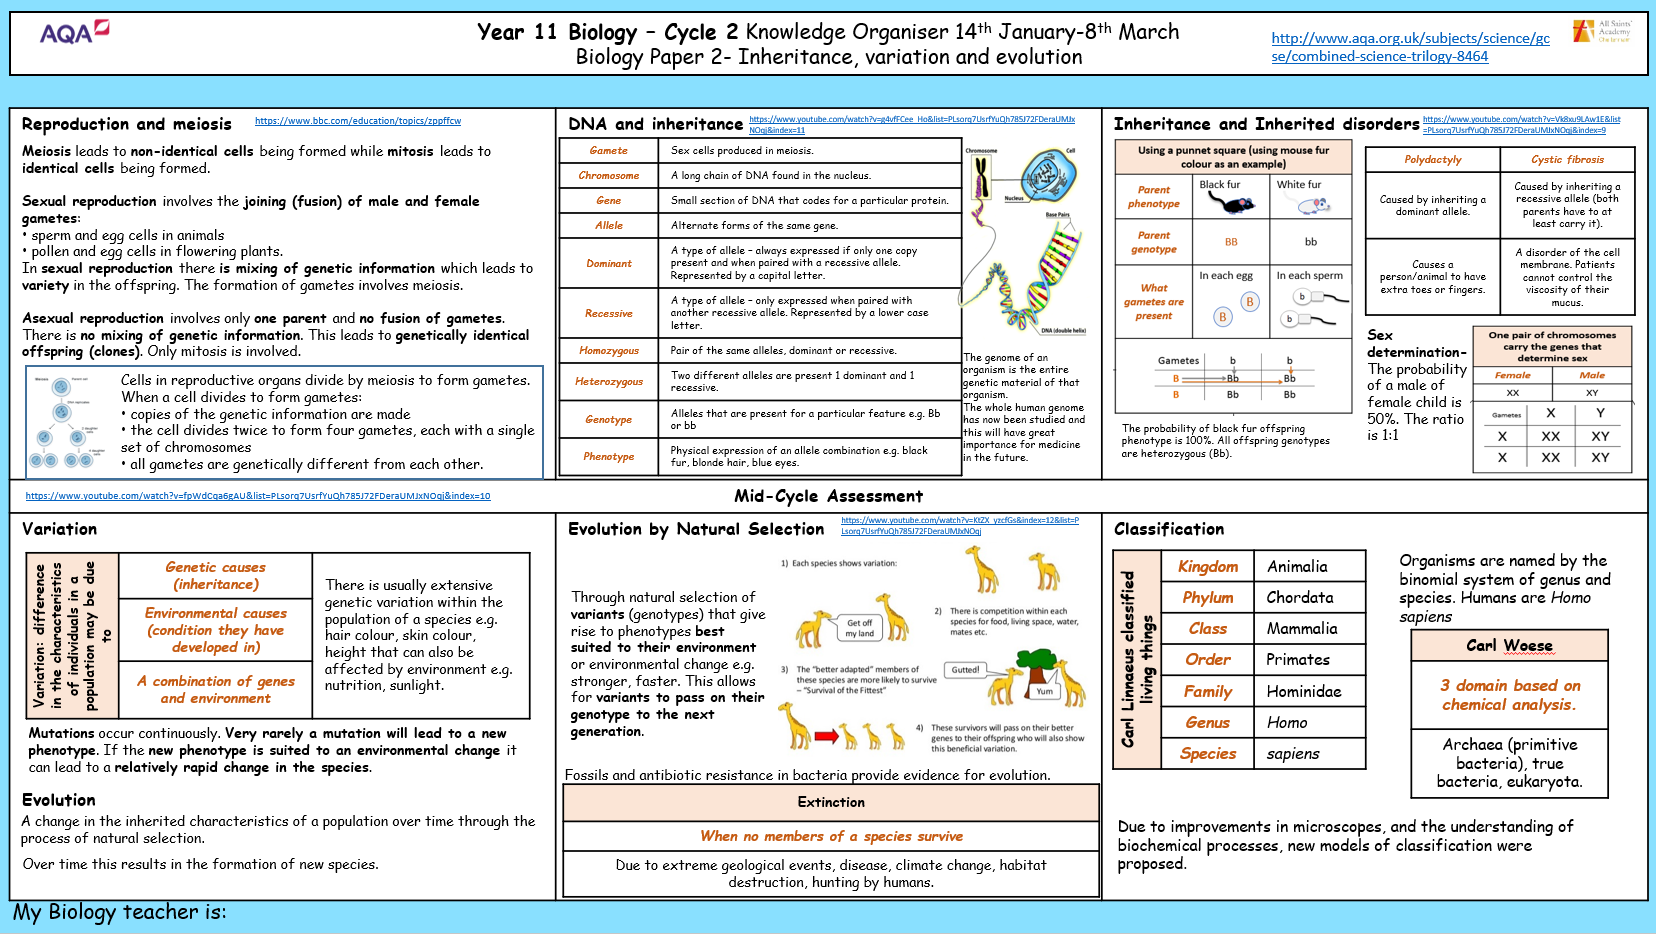 AQA
Year 11 Biology – Cycle 2 Knowledge Organiser 14th January-8th March
Biology Paper 2- Inheritance, variation and evolution
http://www.aqa.org.uk/subjects/science/gc
se/combined-science-trilogy-8464
All Saints'
Academy
Reproduction and meiosis
https://www.bbc.com/education/topics/zppffcw
Meiosis leads to non-identical cells being formed while mitosis leads to
identical cells being formed.
Sexual reproduction involves the joining (fusion) of male and female
gametes:
• sperm and egg cells in animals
• pollen and egg cells in flowering plants.
In sexual reproduction there is mixing of genetic information which leads to
variety in the offspring. The formation of gametes involves meiosis.
Asexual reproduction involves only one parent and no fusion of gametes.
There is no mixing of genetic information. This leads to genetically identical
offspring (clones). Only mitosis is involved.
Cells in reproductive organs divide by meiosis to form gametes.
When a cell divides to form gametes:
• copies of the genetic information are made
• the cell divides twice to form four gametes, each with a single
set of chromosomes
• all gametes are genetically different from each other.
DNA and inheritance
Gamete
Sex cells produced in meiosis.
Chromosome
A long chain of DNA found in the nucleus.
Gene
Small section of DNA that codes for a particular protein.
Allele
Alternate forms of the same gene.
Dominant
A type of allele – always expressed if only one copy
present and when paired with a recessive allele.
Represented by a capital letter.
Recessive
A type of allele – only expressed when paired with
another recessive allele. Represented by a lower case
letter.
Homozygous
Pair of the same alleles, dominant or recessive.
Heterozygous
Two different alleles are present 1 dominant and 1
recessive.
Genotype
Alleles that are present for a particular feature e.g. Bb
or bb
Phenotype
Physical expression of an allele combination e.g. black
fur, blonde hair, blue eyes.
Chromosome
Cell
Nucleus
Base Pairs
DNA (double helix)
The genome of an
organism is the entire
genetic material of that
organism.
The whole human genome
has now been studied and
this will have great
importance for medicine
in the future.
Inheritance and Inherited disorders
Using a punnet square (using mouse fur
colour as an example)
Parent
phenotype
Black fur
White fur
Parent
genotype
BB
bb
What
gametes are
present
In each egg
B
B
In each sperm
b
b
Gametes
b
b
B
Bb
Bb
B
Bb
Bb
The probability of black fur offspring
phenotype is 100%. All offspring genotypes
are heterozygous (Bb).
Polydactyly
Cystic fibrosis
Caused by inheriting a
dominant allele.
Caused by inheriting a
recessive allele (both
parents have to at
least carry it).
Causes a
person/animal to have
extra toes or fingers.
A disorder of the cell
membrane. Patients
cannot control the
viscosity of their
mucus.
Sex
determination-
The probability
of a male of
female child is
50%. The ratio
is 1:1
One pair of chromosomes
carry the genes that
determine sex
Female
Male
XX
XY
Gametes
X
Y
X
XX
XY
X
XX
XY
https://www.youtube.com/watch?v=fpWdCqa6gAU&list=PLsorq7UsrfYuQh785J72FDeraUMJxNOqj&index=10
Mid-Cycle Assessment
Variation
Variation: difference
in the characteristics
of individuals in a
population may be due
to
Genetic causes
(inheritance)
Environmental causes
(condition they have
developed in)
A combination of genes
and environment
There is usually extensive
genetic variation within the
population of a species e.g.
hair colour, skin colour,
height that can also be
affected by environment e.g.
nutrition, sunlight.
Mutations occur continuously. Very rarely a mutation will lead to a new
phenotype. If the new phenotype is suited to an environmental change it
can lead to a relatively rapid change in the species.
Evolution
A change in the inherited characteristics of a population over time through the
process of natural selection.
Over time this results in the formation of new species.
Evolution by Natural Selection
Through natural selection of
variants (genotypes) that give
rise to phenotypes best
suited to their environment
or environmental change e.g.
stronger, faster. This allows
for variants to pass on their
genotype to the next
generation.
1) Each species shows variation:
Get off
my land
2) There is competition within each
species for food, living space, water,
mates etc.
3) The "better adapted" members of
these species are more likely to survive
– "Survival of the Fittest"
Gutted!
Yum
4) These survivors will pass on their better
genes to their offspring who will also show
this beneficial variation.
Fossils and antibiotic resistance in bacteria provide evidence for evolution.
Extinction
When no members of a species survive
Due to extreme geological events, disease, climate change, habitat
destruction, hunting by humans.
Classification
Carl Linnaeus classified
living things
Kingdom
Animalia
Phylum
Chordata
Class
Mammalia
Order
Primates
Family
Hominidae
Genus
Homo
Species
sapiens
Organisms are named by the
binomial system of genus and
species. Humans are Homo
sapiens
Carl Woese
3 domain based on
chemical analysis.
Archaea (primitive
bacteria), true
bacteria, eukaryota.
Due to improvements in microscopes, and the understanding of
biochemical processes, new models of classification were
proposed.
My Biology teacher is: